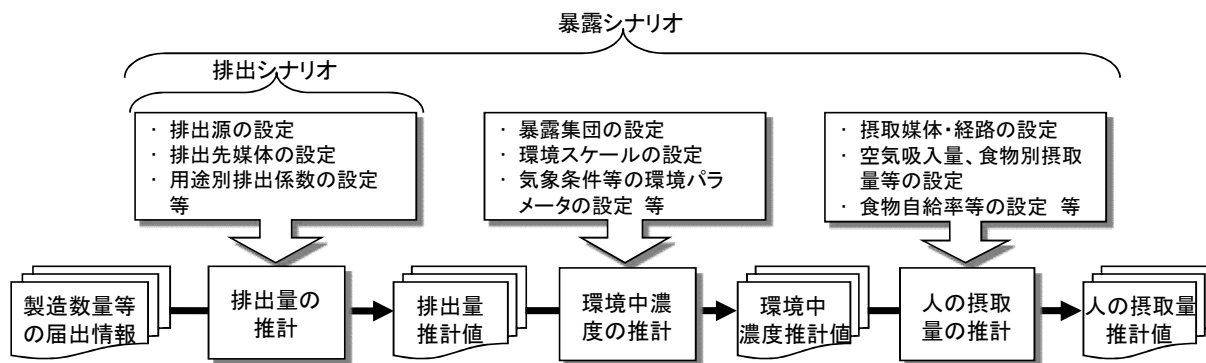 暴露シナリオ
排出シナリオ
・ 排出源の設定
・ 排出先媒体の設定
・ 用途別排出係数の設定
等
・ 暴露集団の設定
・ 環境スケールの設定
・ 気象条件等の環境パラ
メータの設定 等
・ 摂取媒体・経路の設定
・ 空気吸入量、食物別摂取
量等の設定
・ 食物自給率等の設定 等
製造数量等
の届出情報
排出量の
推計
排出量
推計値
環境中濃
度の推計
環境中
濃度推計値
人の摂取
量の推計
人の摂取量
推計値